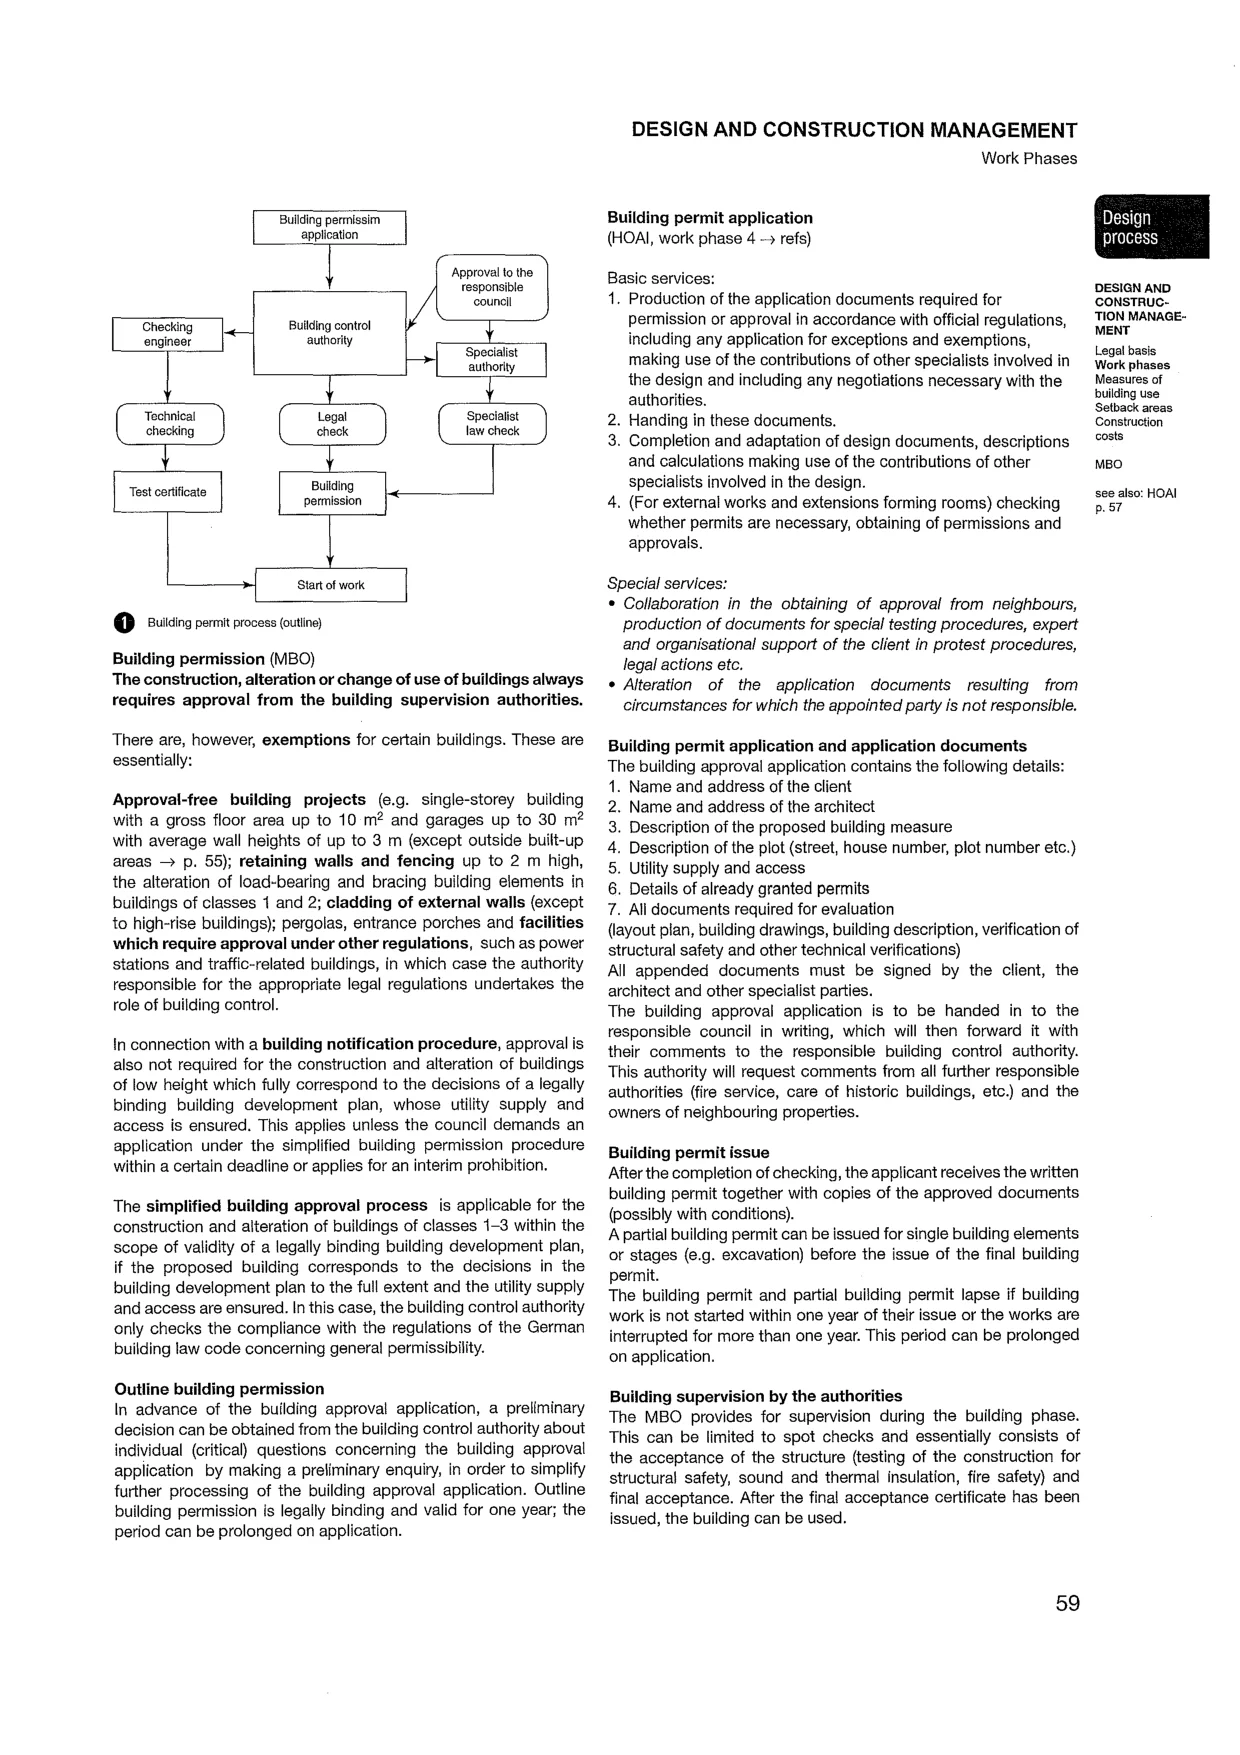 DESIGN AND CONSTRUCTION MANAGEMENT
Work Phases
Building permissim
application
Approval to the
responsible
council
Checking
engineer
Building control
authority
Specialist
authority
Technical
checking
Legal
check
Specialist
law check
Test certificate
Building
permission
Start of work
1 Building permit process (outline)
Building permission (MBO)
The construction, alteration or change of use of buildings always
requires approval from the building supervision authorities.
There are, however, exemptions for certain buildings. These are
essentially:
Approval-free building projects (e.g. single-storey building
with a gross floor area up to 10 m² and garages up to 30 m²
with average wall heights of up to 3 m (except outside built-up
areas → p. 55); retaining walls and fencing up to 2 m high,
the alteration of load-bearing and bracing building elements in
buildings of classes 1 and 2; cladding of external walls (except
to high-rise buildings); pergolas, entrance porches and facilities
which require approval under other regulations, such as power
stations and traffic-related buildings, in which case the authority
responsible for the appropriate legal regulations undertakes the
role of building control.
In connection with a building notification procedure, approval is
also not required for the construction and alteration of buildings
of low height which fully correspond to the decisions of a legally
binding building development plan, whose utility supply and
access is ensured. This applies unless the council demands an
application under the simplified building permission procedure
within a certain deadline or applies for an interim prohibition.
The simplified building approval process is applicable for the
construction and alteration of buildings of classes 1–3 within the
scope of validity of a legally binding building development plan,
if the proposed building corresponds to the decisions in the
building development plan to the full extent and the utility supply
and access are ensured. In this case, the building control authority
only checks the compliance with the regulations of the German
building law code concerning general permissibility.
Outline building permission
In advance of the building approval application, a preliminary
decision can be obtained from the building control authority about
individual (critical) questions concerning the building approval
application by making a preliminary enquiry, in order to simplify
further processing of the building approval application. Outline
building permission is legally binding and valid for one year; the
period can be prolonged on application.
Building permit application
(HOAI, work phase 4 → refs)
Basic services:
1. Production of the application documents required for
permission or approval in accordance with official regulations,
including any application for exceptions and exemptions,
making use of the contributions of other specialists involved in
the design and including any negotiations necessary with the
authorities.
2. Handing in these documents.
3. Completion and adaptation of design documents, descriptions
and calculations making use of the contributions of other
specialists involved in the design.
4. (For external works and extensions forming rooms) checking
whether permits are necessary, obtaining of permissions and
approvals.
Special services:
• Collaboration in the obtaining of approval from neighbours,
production of documents for special testing procedures, expert
and organisational support of the client in protest procedures,
legal actions etc.
• Alteration of the application documents resulting from
circumstances for which the appointed party is not responsible.
Building permit application and application documents
The building approval application contains the following details:
1. Name and address of the client
2. Name and address of the architect
3. Description of the proposed building measure
4. Description of the plot (street, house number, plot number etc.)
5. Utility supply and access
6. Details of already granted permits
7. All documents required for evaluation
(layout plan, building drawings, building description, verification of
structural safety and other technical verifications)
All appended documents must be signed by the client, the
architect and other specialist parties.
The building approval application is to be handed in to the
responsible council in writing, which will then forward it with
their comments to the responsible building control authority.
This authority will request comments from all further responsible
authorities (fire service, care of historic buildings, etc.) and the
owners of neighbouring properties.
Building permit issue
After the completion of checking, the applicant receives the written
building permit together with copies of the approved documents
(possibly with conditions).
A partial building permit can be issued for single building elements
or stages (e.g. excavation) before the issue of the final building
permit.
The building permit and partial building permit lapse if building
work is not started within one year of their issue or the works are
interrupted for more than one year. This period can be prolonged
on application.
Building supervision by the authorities
The MBO provides for supervision during the building phase.
This can be limited to spot checks and essentially consists of
the acceptance of the structure (testing of the construction for
structural safety, sound and thermal insulation, fire safety) and
final acceptance. After the final acceptance certificate has been
issued, the building can be used.
Design
process
DESIGN AND
CONSTRUC-
TION MANAGE-
MENT
Legal basis
Work phases
Measures of
building use
Setback areas
Construction
costs
MBO
see also: HOAI
p. 57
59